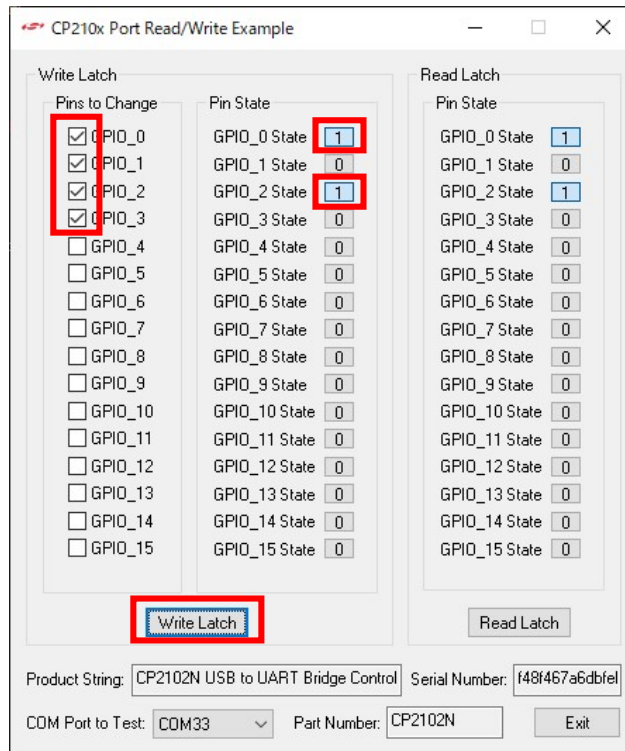 CP210x Port Read/Write Example
Write Latch
Pins to Change
GPIO_0
GPIO_1
GPIO_2
GPIO_3
GPIO_4
GPIO_5
GPIO_6
GPIO_7
GPIO_8
GPIO_9
GPIO_10
GPIO_11
GPIO_12
GPIO_13
GPIO_14
GPIO_15
Pin State
GPIO_0 State 1
GPIO_1 State 0
GPIO_2 State 1
GPIO_3 State 0
GPIO_4 State 0
GPIO_5 State 0
GPIO_6 State 0
GPIO_7 State 0
GPIO_8 State 0
GPIO_9 State 0
GPIO_10 State 0
GPIO_11 State 0
GPIO_12 State 0
GPIO_13 State 0
GPIO_14 State 0
GPIO_15 State 0
Write Latch
Read Latch
Pin State
GPIO_0 State 1
GPIO_1 State 0
GPIO_2 State 1
GPIO_3 State 0
GPIO_4 State 0
GPIO_5 State 0
GPIO_6 State 0
GPIO_7 State 0
GPIO_8 State 0
GPIO_9 State 0
GPIO_10 State 0
GPIO_11 State 0
GPIO_12 State 0
GPIO_13 State 0
GPIO_14 State 0
GPIO_15 State 0
Read Latch
Product String: CP2102N USB to UART Bridge Control Serial Number: f48f467a6dbfel
COM Port to Test: COM33 Part Number: CP2102N Exit